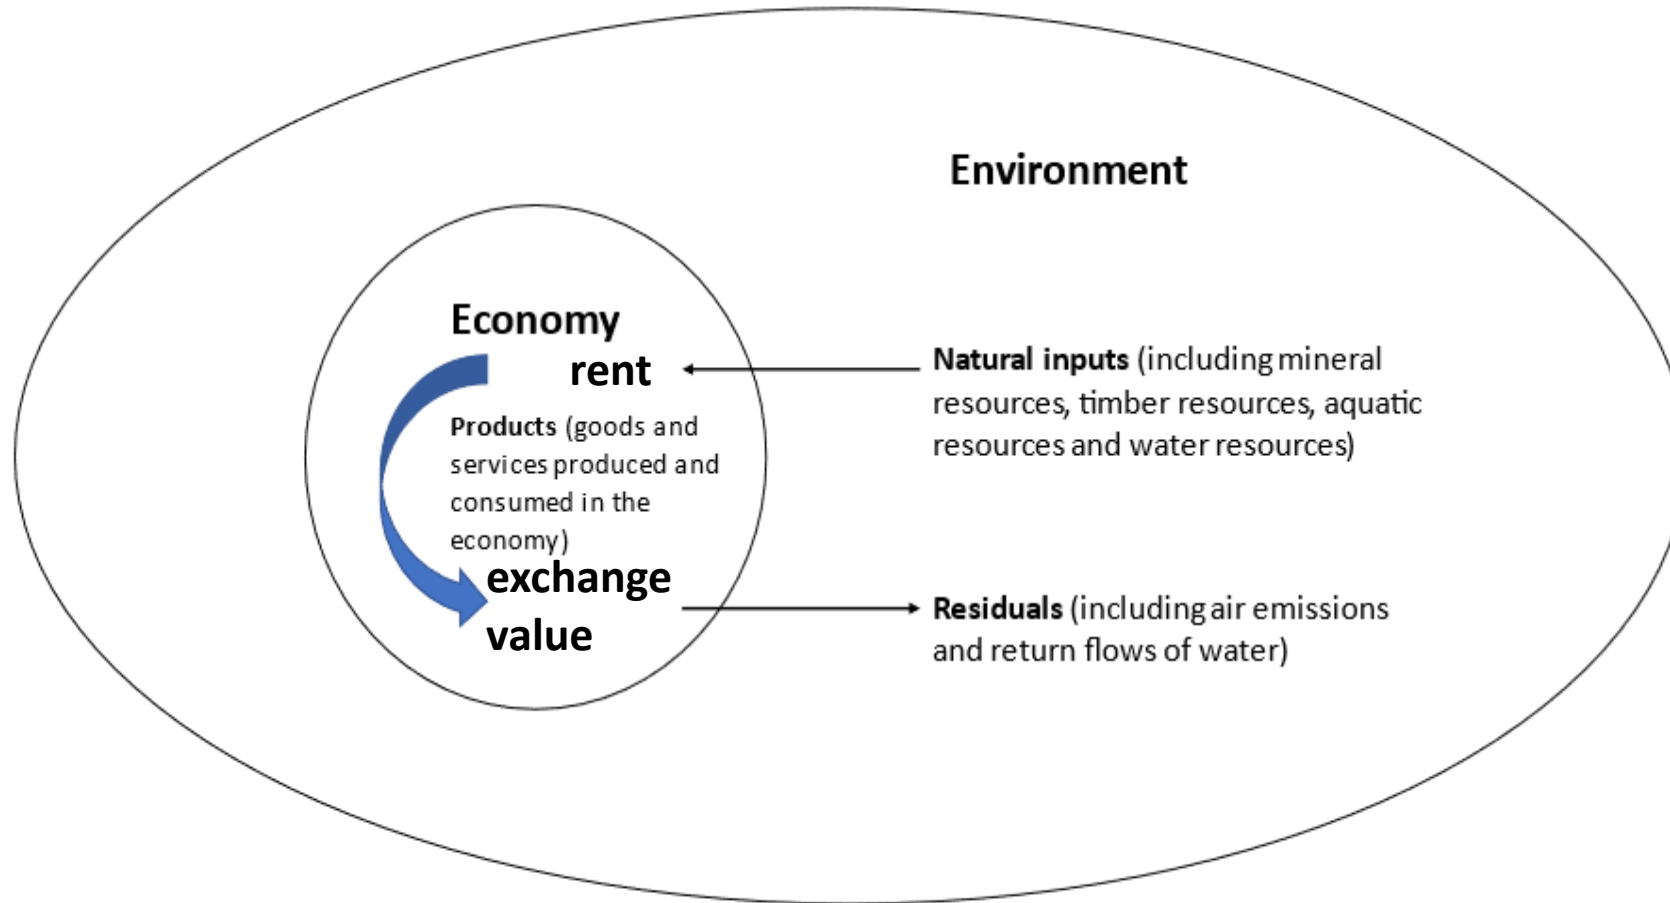 Environment
Economy
rent
Products (goods and
services produced and
consumed in the
economy)
exchange
value
Natural inputs (including mineral
resources, timber resources, aquatic
resources and water resources)
Residuals (including air emissions
and return flows of water)